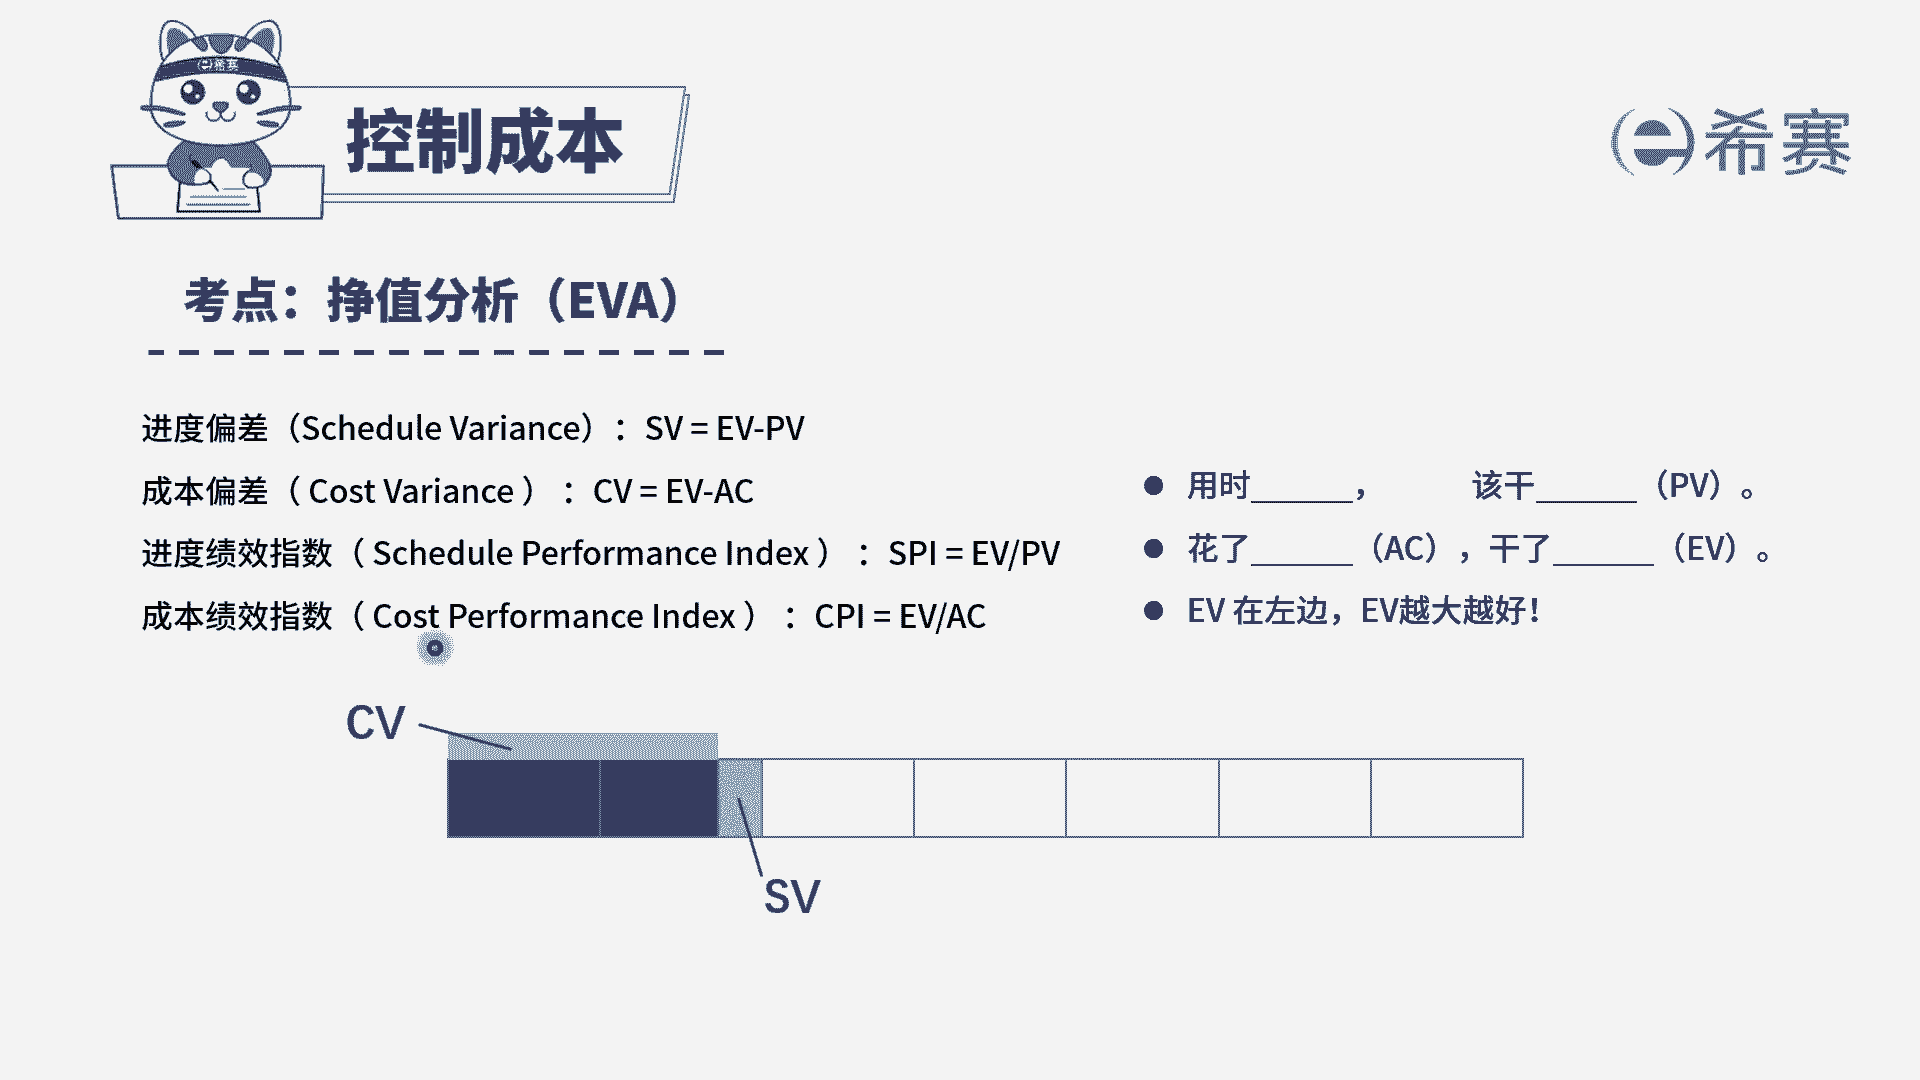 希赛
控制成本
希赛
考点：挣值分析（EVA）
进度偏差（Schedule Variance）：SV = EV-PV
成本偏差（ Cost Variance ）：CV = EV-AC
进度绩效指数（ Schedule Performance Index ）：SPI = EV/PV
成本绩效指数（ Cost Performance Index ）：CPI = EV/AC
● 用时______， 该干______（PV）。
● 花了______（AC），干了______（EV）。
● EV 在左边，EV越大越好！
CV
SV